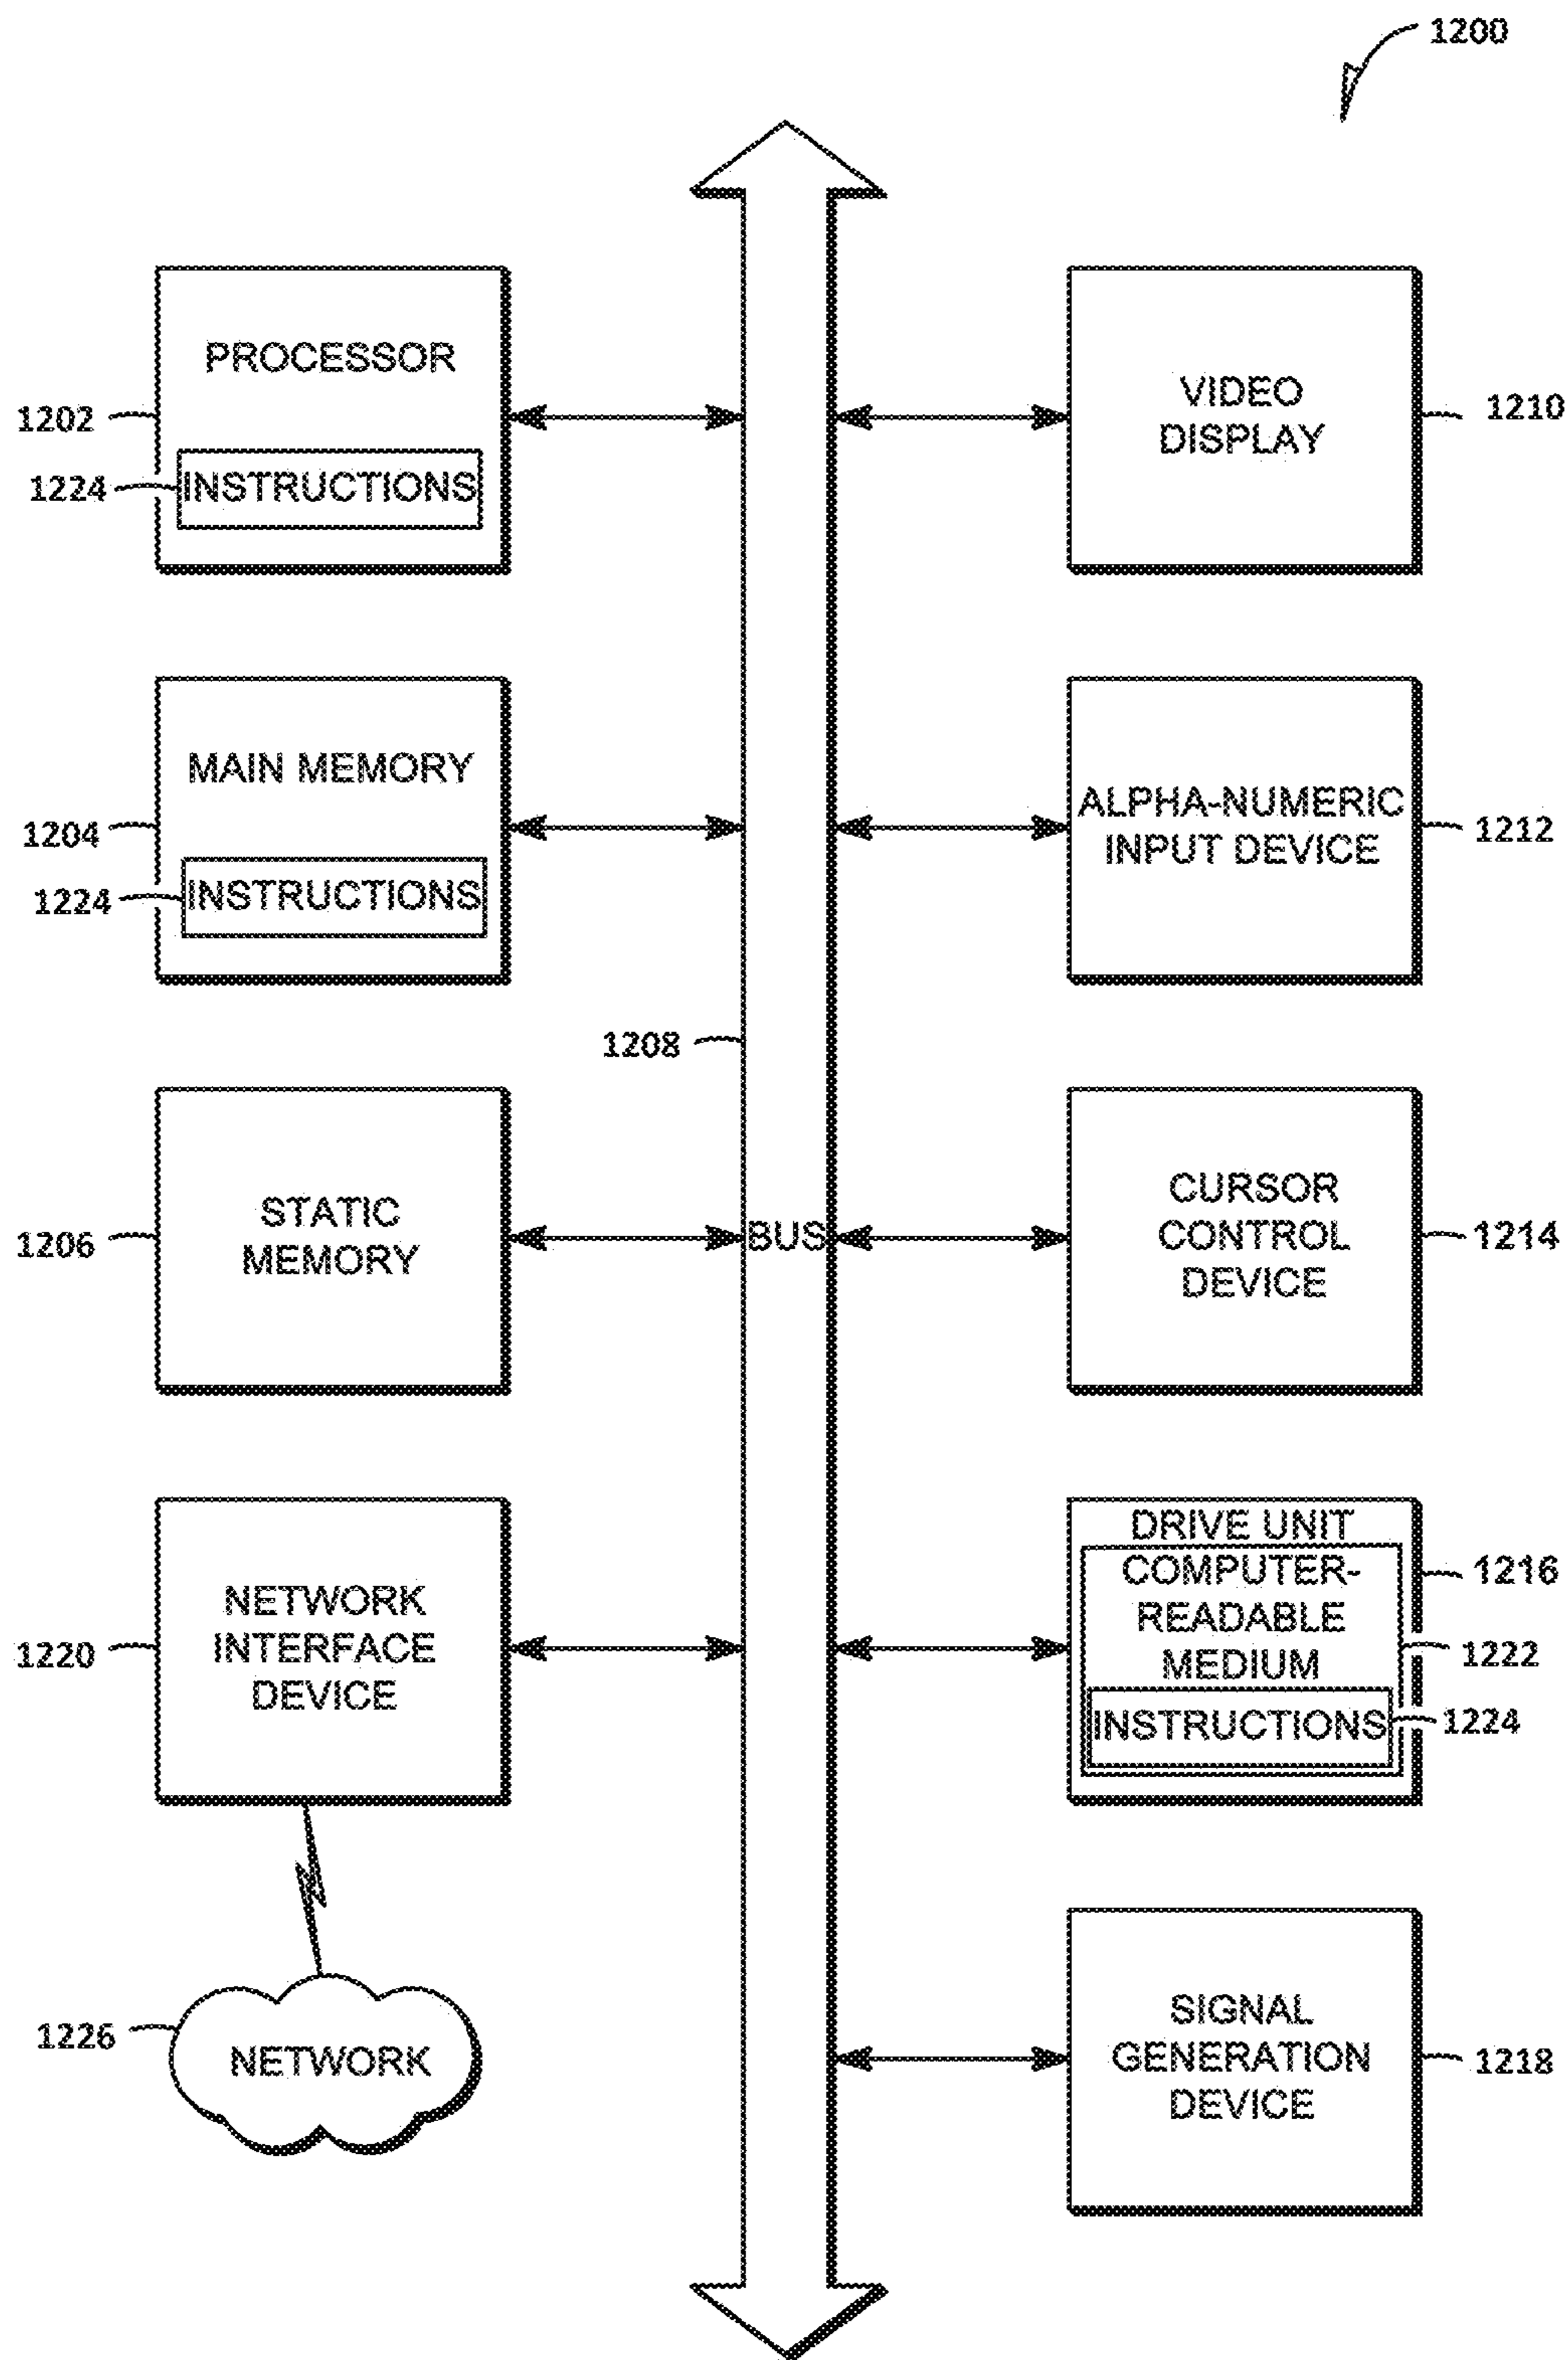 1200
PROCESSOR
1202
1224
INSTRUCTIONS
VIDEO
DISPLAY
1210
MAIN MEMORY
1204
1224
INSTRUCTIONS
ALPHA-NUMERIC
INPUT DEVICE
1212
1208
BUS
STATIC
MEMORY
1206
CURSOR
CONTROL
DEVICE
1214
NETWORK
INTERFACE
DEVICE
1220
DRIVE UNIT
COMPUTER-
READABLE
MEDIUM
INSTRUCTIONS
1216
1222
1224
1226
NETWORK
SIGNAL
GENERATION
DEVICE
1218